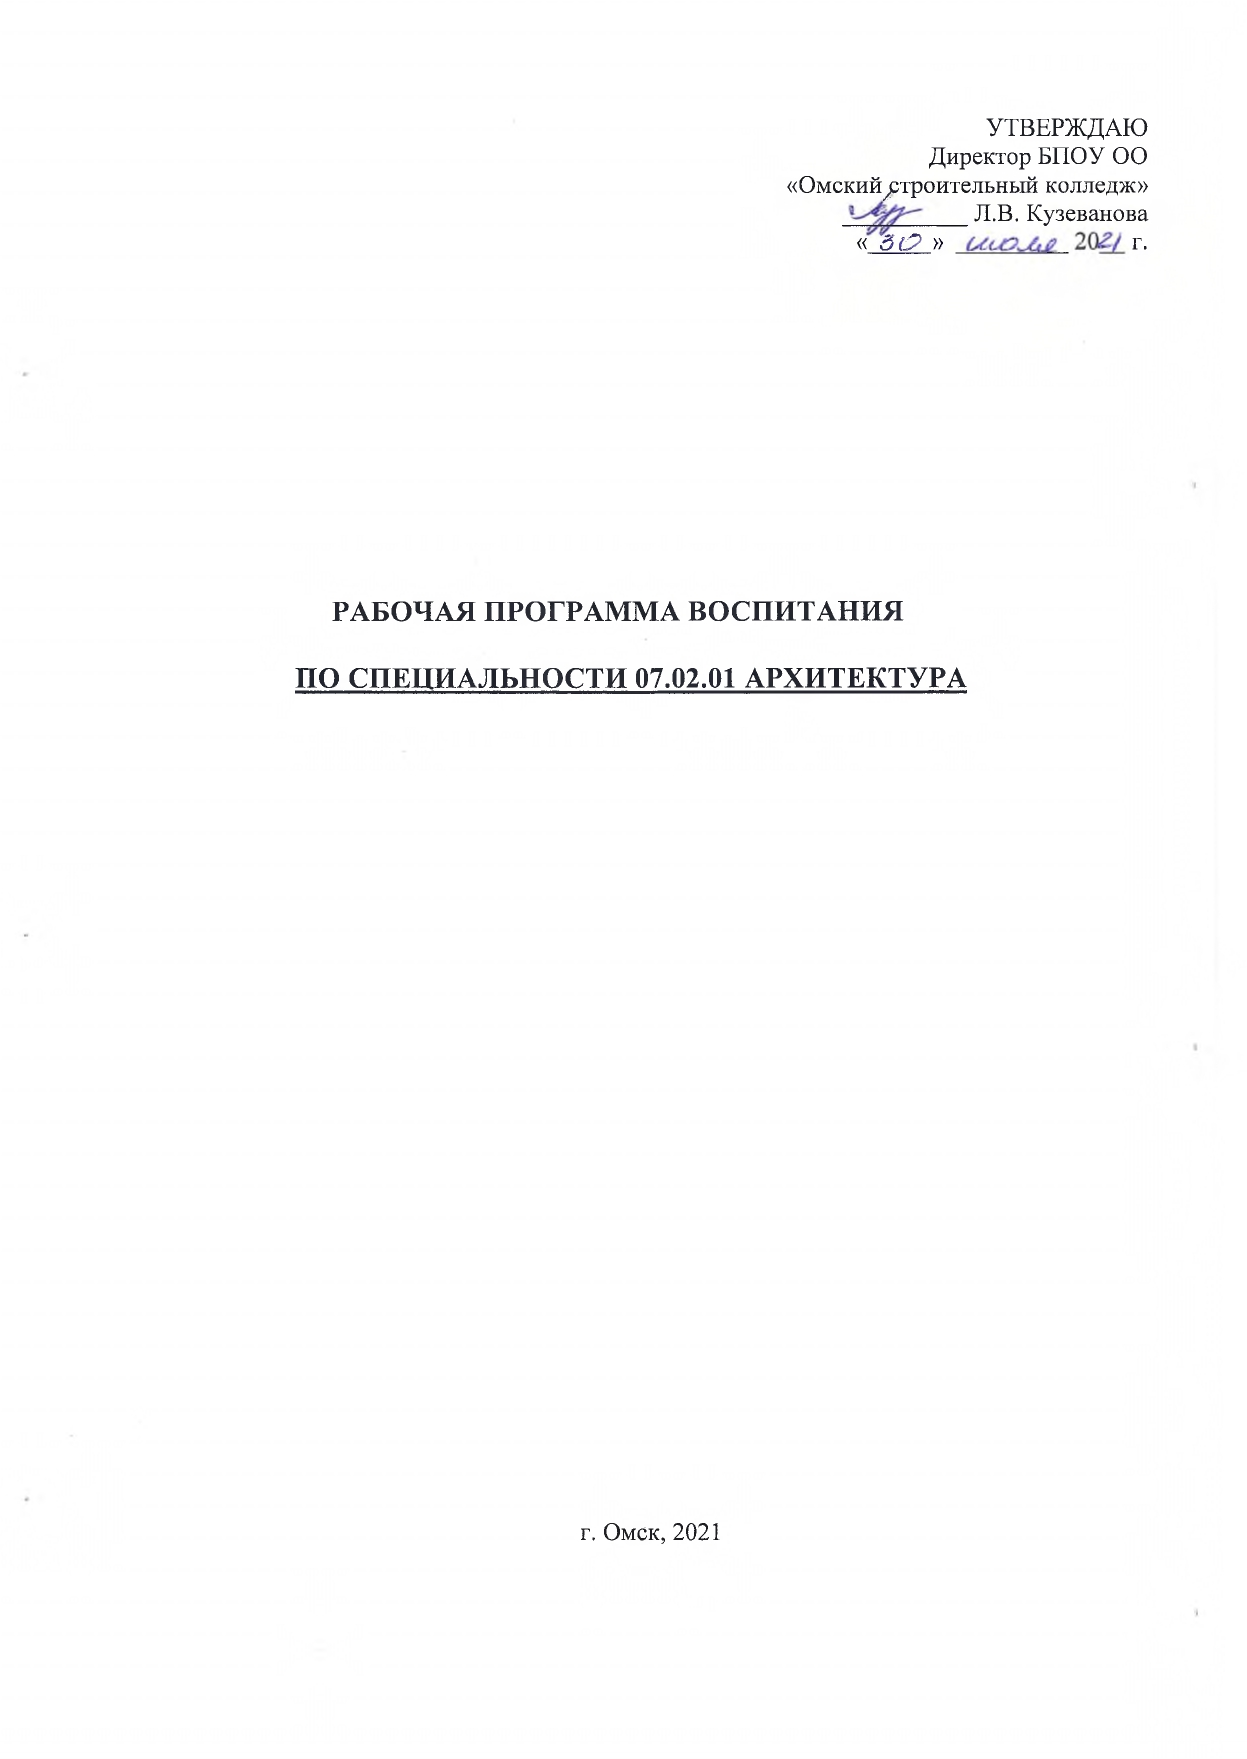 УТВЕРЖДАЮ
Директор БПОУ ОО
«Омский строительный колледж»
Л.В. Кузеванова
«30» 2021 г.
РАБОЧАЯ ПРОГРАММА ВОСПИТАНИЯ
ПО СПЕЦИАЛЬНОСТИ 07.02.01 АРХИТЕКТУРА
г. Омск, 2021